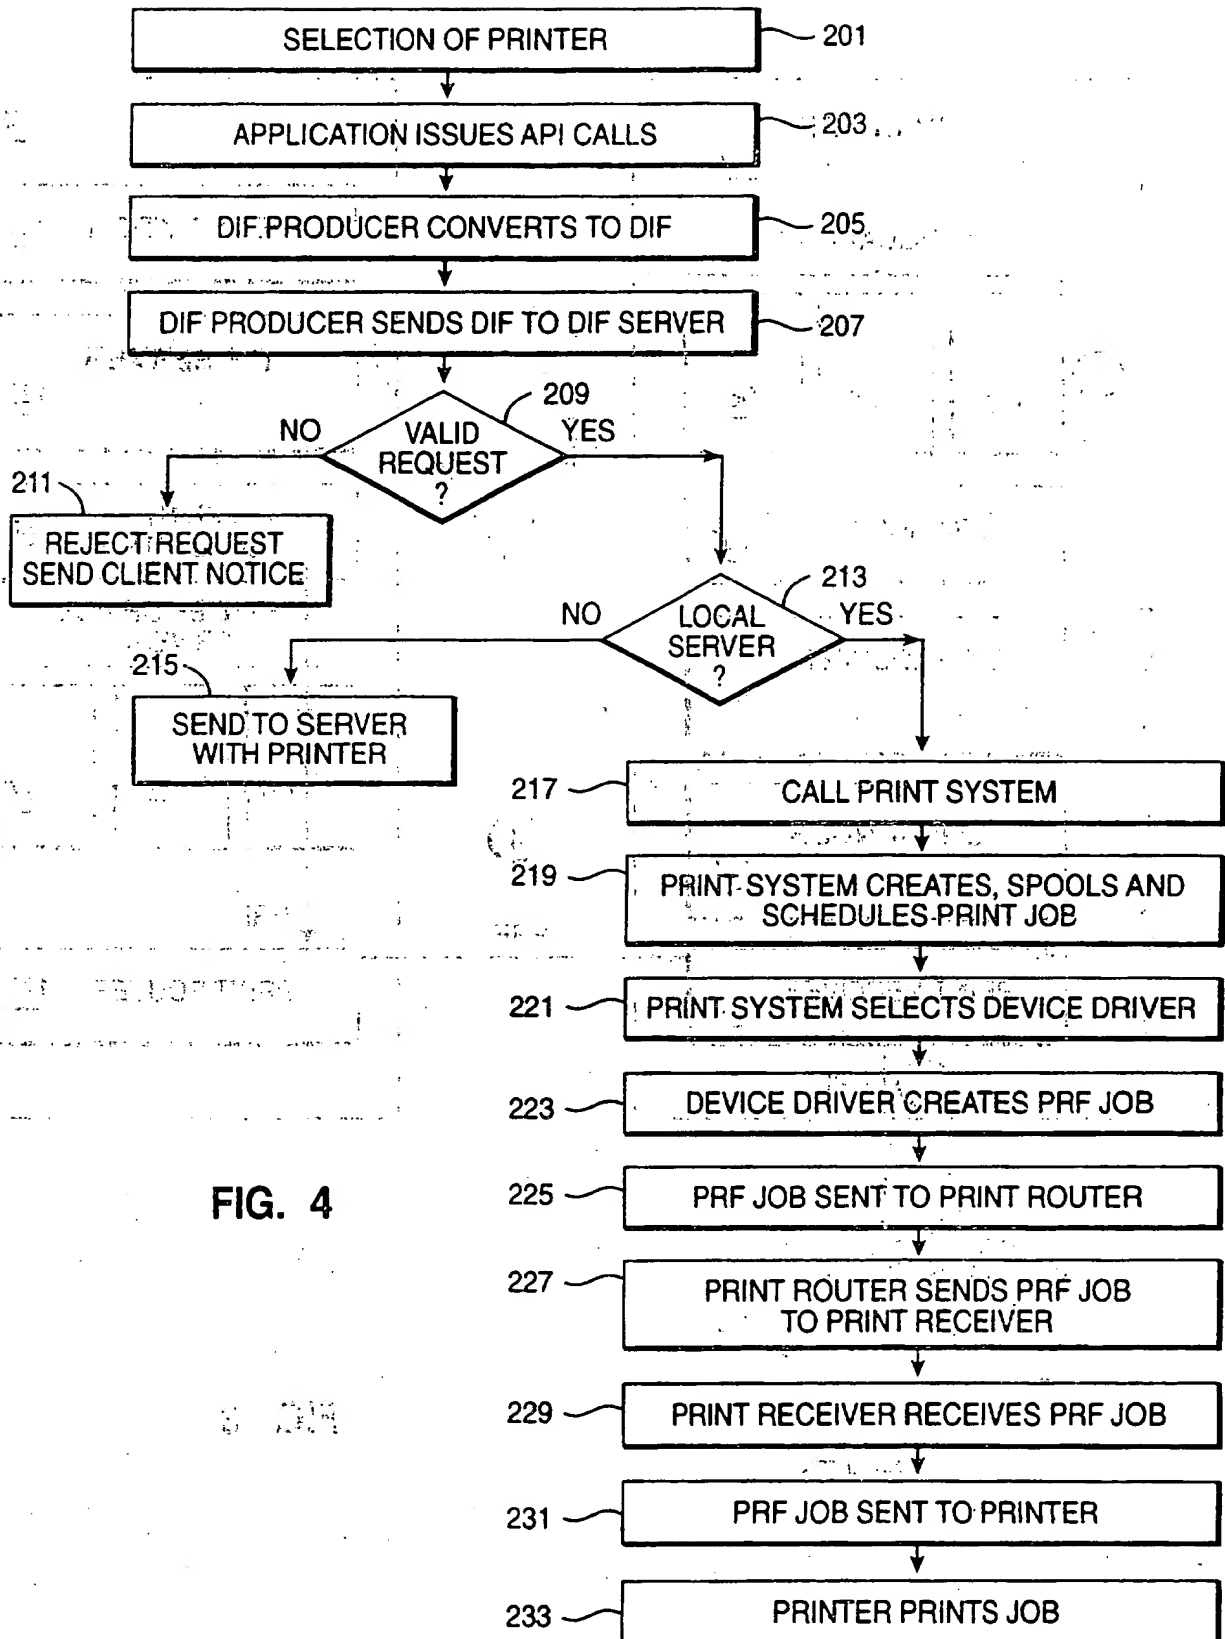 SELECTION OF PRINTER
201
APPLICATION ISSUES API CALLS
203
DIF PRODUCER CONVERTS TO DIF
205
DIF PRODUCER SENDS DIF TO DIF SERVER
207
209
NO
VALID
REQUEST
?
YES
211
REJECT REQUEST
SEND CLIENT NOTICE
213
NO
LOCAL
SERVER
?
YES
215
SEND TO SERVER
WITH PRINTER
217
CALL PRINT SYSTEM
219
PRINT SYSTEM CREATES, SPOOLS AND
SCHEDULES PRINT JOB
221
PRINT SYSTEM SELECTS DEVICE DRIVER
223
DEVICE DRIVER CREATES PRF JOB
FIG. 4
225
PRF JOB SENT TO PRINT ROUTER
227
PRINT ROUTER SENDS PRF JOB
TO PRINT RECEIVER
229
PRINT RECEIVER RECEIVES PRF JOB
231
PRF JOB SENT TO PRINTER
233
PRINTER PRINTS JOB